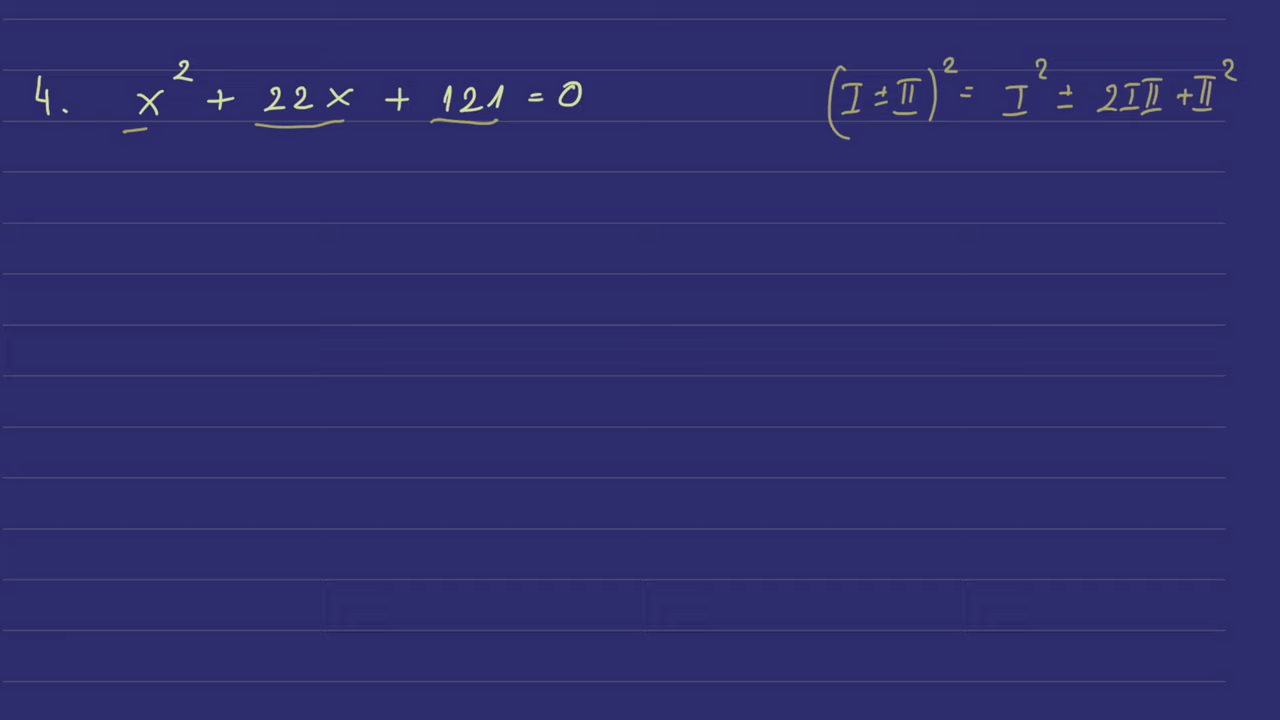 4. x² + 22x + 121 = 0
(I ± II)² = I² ± 2 I II + II²